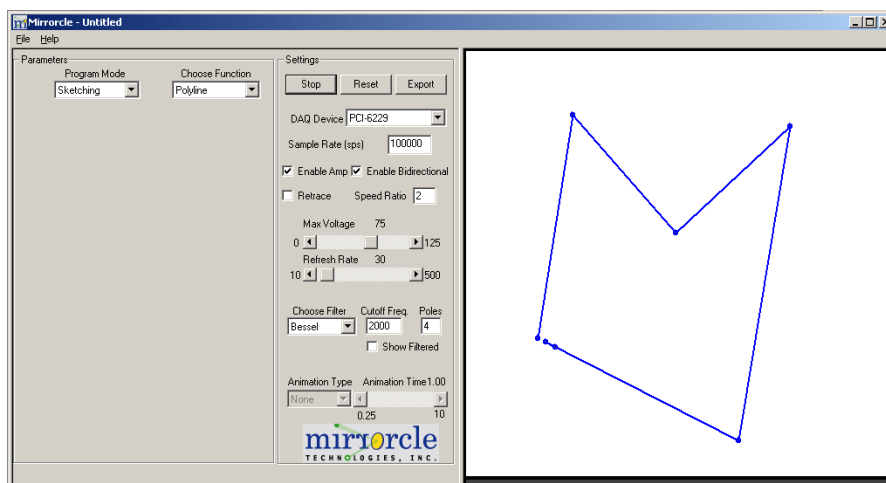 Mirrorcle - Untitled
File Help
Parameters
Program Mode Choose Function
Sketching Polyline
Settings
Stop Reset Export
DAQ Device PCI-6229
Sample Rate (sps) 100000
Enable Amp Enable Bidirectional
Retrace Speed Ratio 2
Max Voltage 75
0 125
Refresh Rate 30
10 500
Choose Filter Cutoff Freq. Poles
Bessel 2000 4
Show Filtered
Animation Type Animation Time 1.00
None
0.25 10
mirrorcle
TECHNOLOGIES, INC.